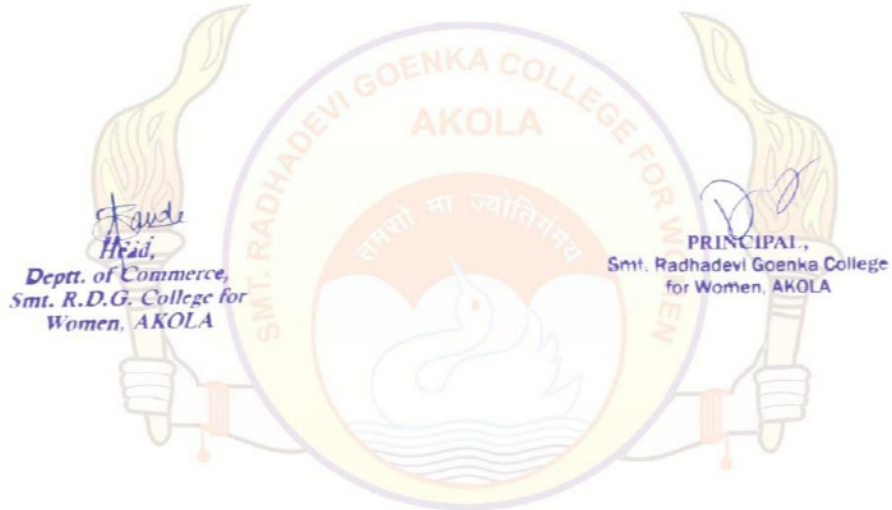 SMT. RADHADEVI GOENKA COLLEGE FOR WOMEN
AKOLA
तमसो मा ज्योतिर्गमय
Head,
Deptt. of Commerce,
Smt. R.D.G. College for
Women, AKOLA
PRINCIPAL,
Smt. Radhadevi Goenka College
for Women, AKOLA